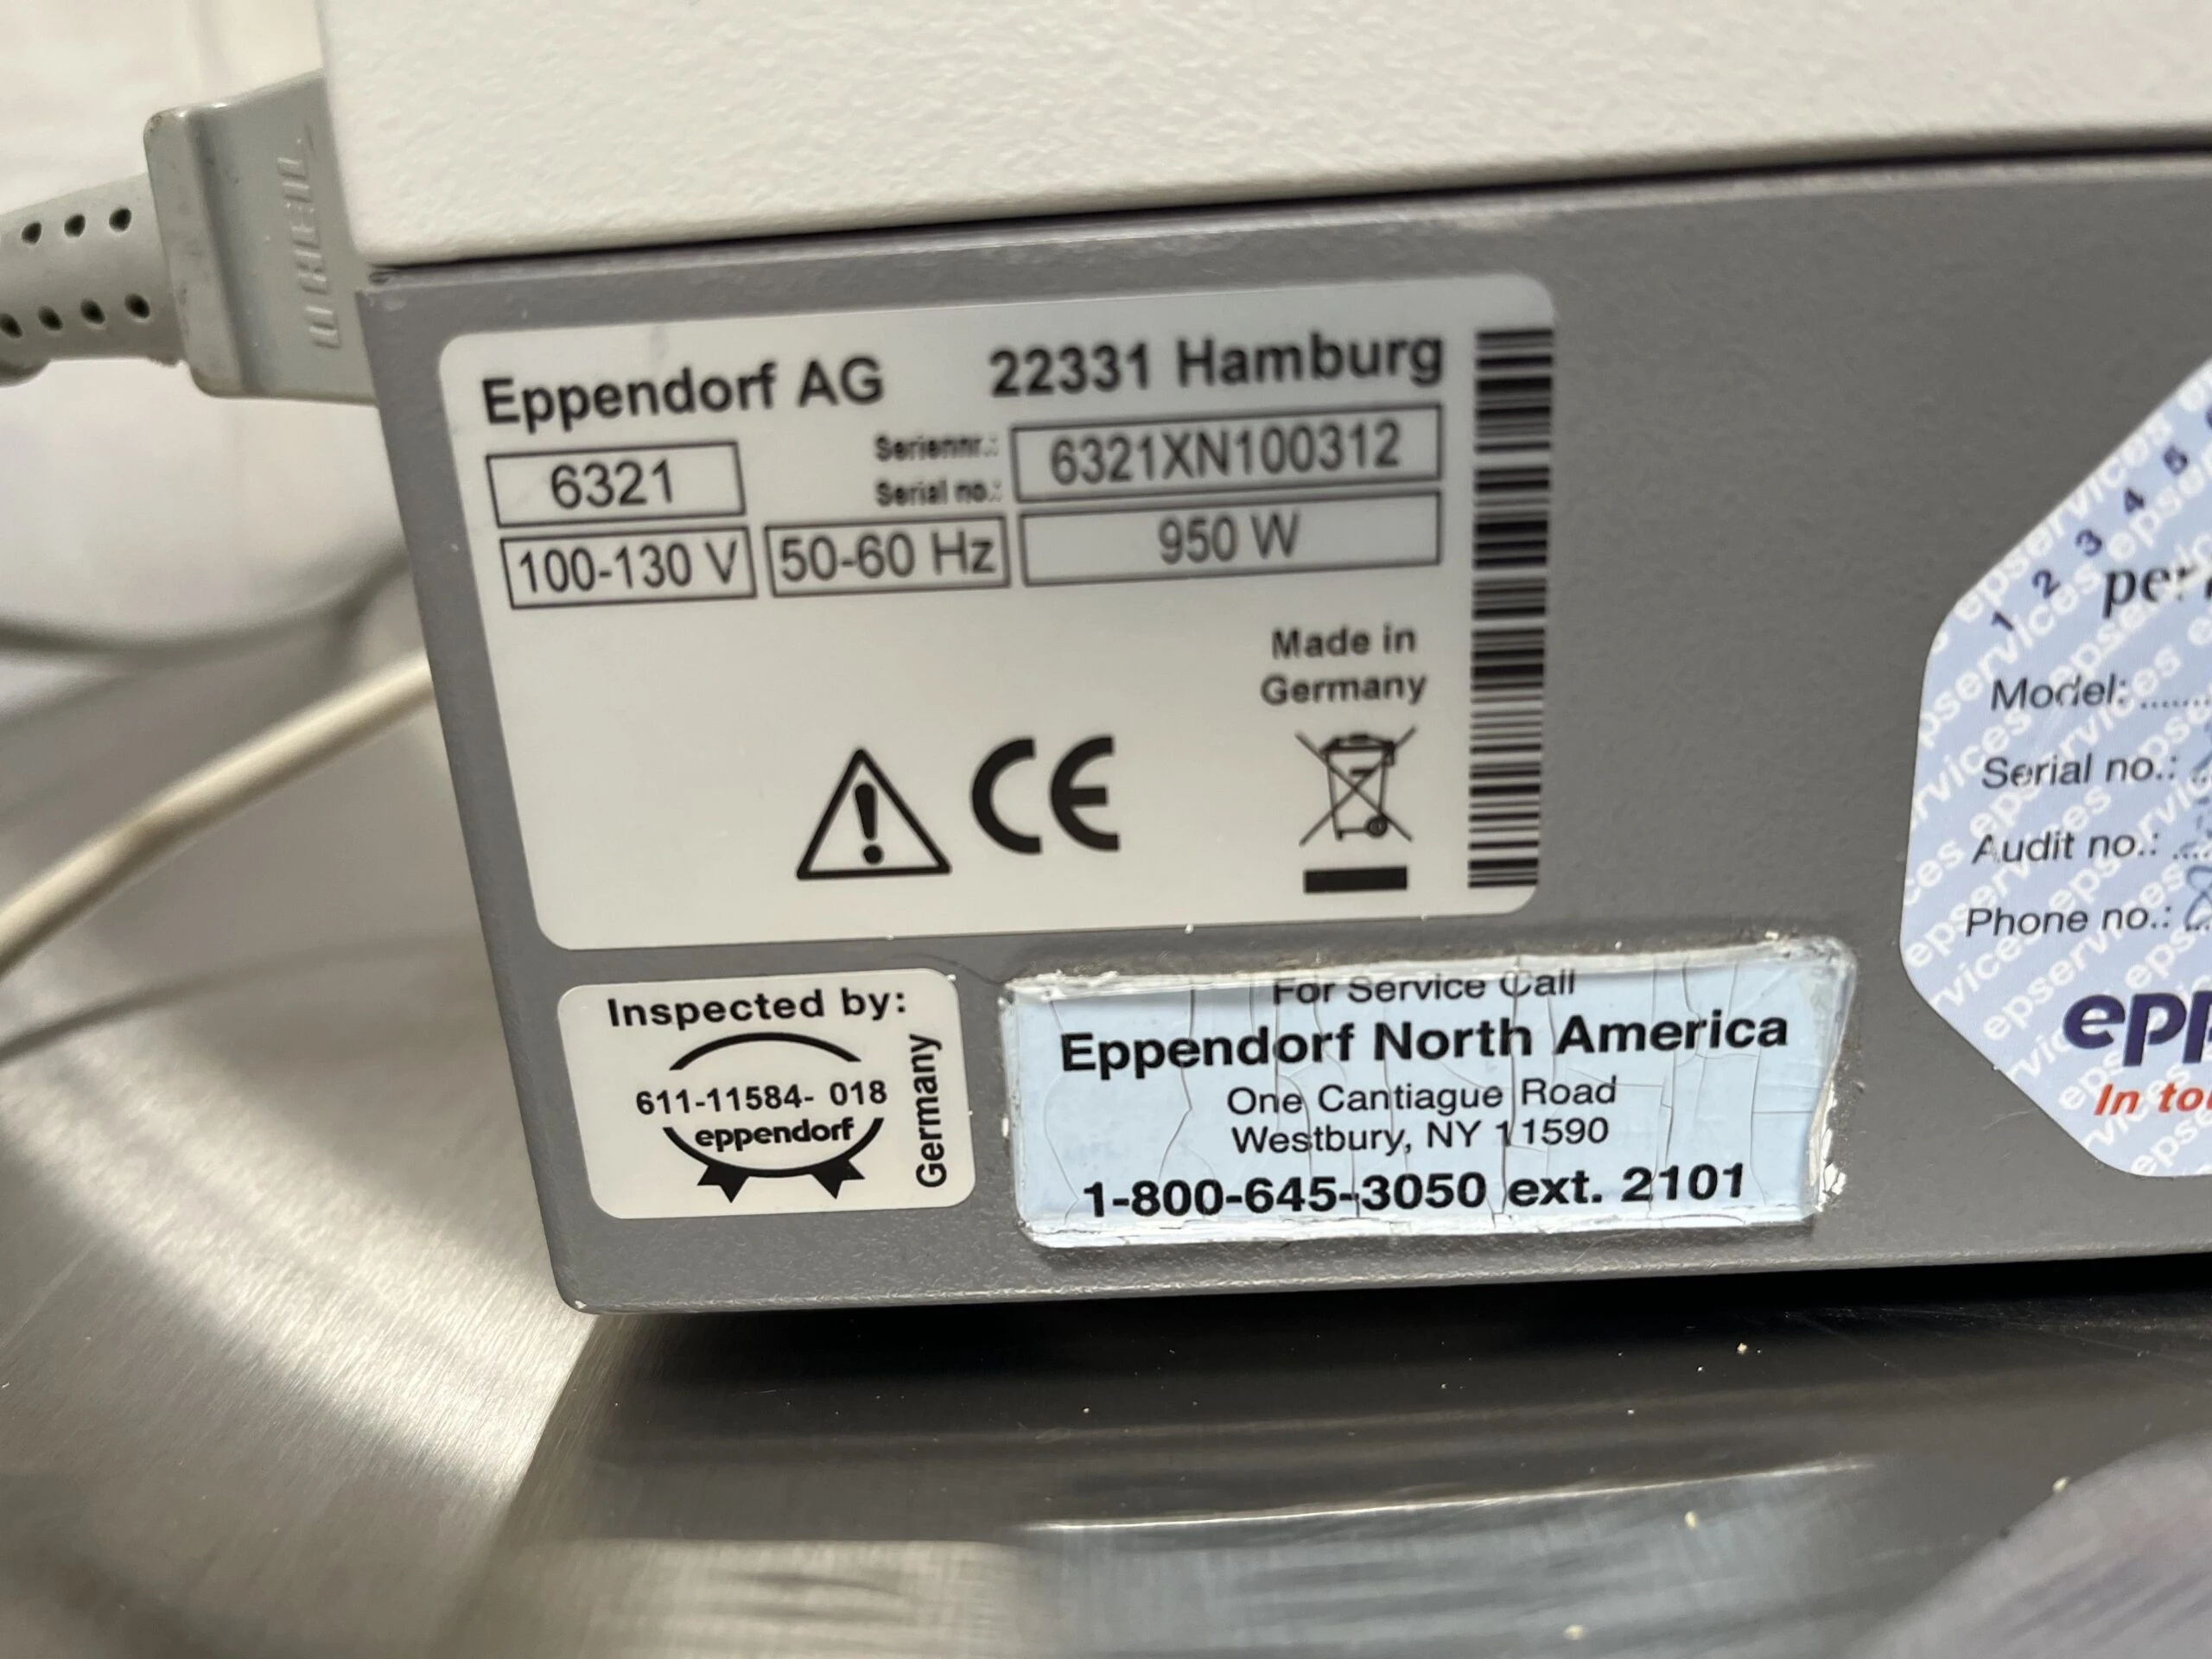 UHEIL
Eppendorf AG 22331 Hamburg
6321 Seriennr.: Serial no.: 6321XN100312
100-130 V 50-60 Hz 950 W
Made in
Germany
CE
Inspected by:
611-11584- 018
eppendorf
Germany
For Service Call
Eppendorf North America
One Cantiague Road
Westbury, NY 11590
1-800-645-3050 ext. 2101
1 2 3 4 5
Model:
Serial no.:
Audit no.:
Phone no.:
epservices